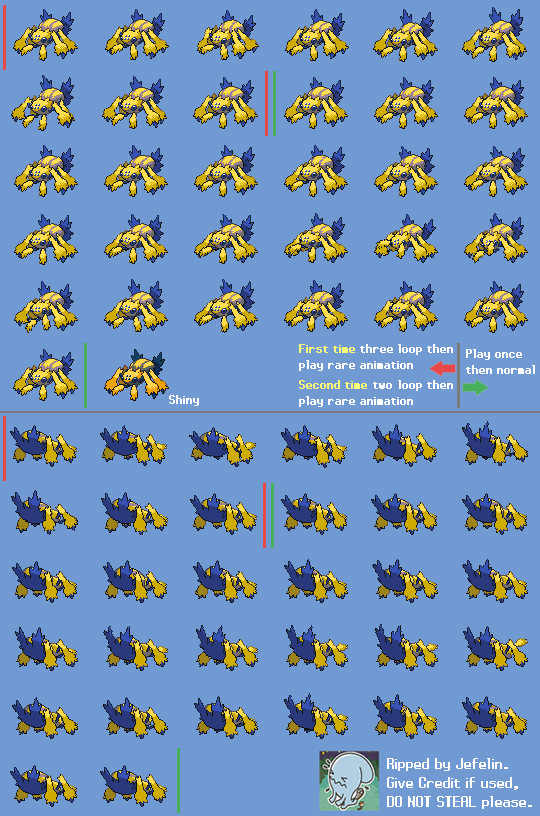 Shiny
First time three loop then
play rare animation
Second time two loop then
play rare animation
Play once
then normal
Ripped by Jefelin.
Give Credit if used,
DO NOT STEAL please.